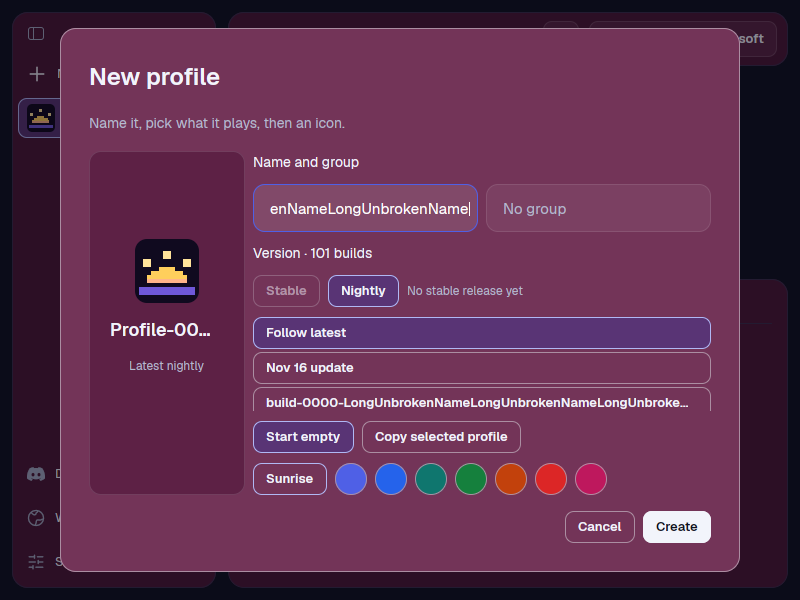 soft
New profile
Name it, pick what it plays, then an icon.
Name and group
enNameLongUnbrokenName
No group
Version · 101 builds
Stable
Nightly
No stable release yet
Follow latest
Nov 16 update
build-0000-LongUnbrokenNameLongUnbrokenNameLongUnbroke...
Profile-00...
Latest nightly
Start empty
Copy selected profile
Sunrise
Cancel
Create